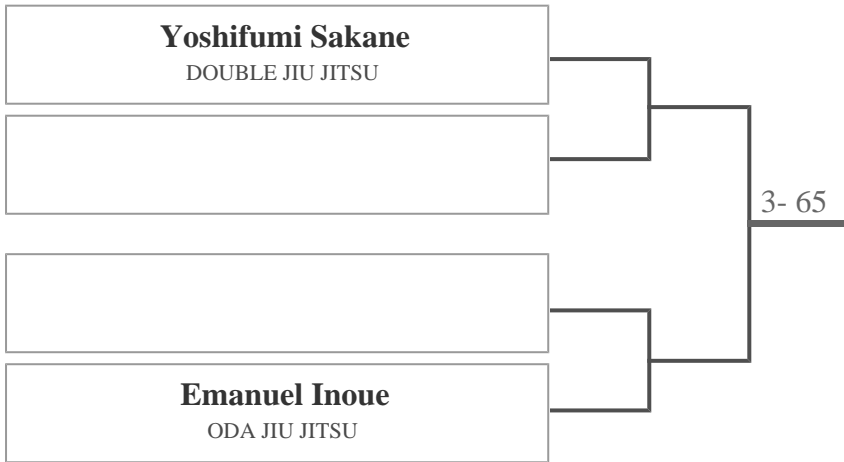 Yoshifumi Sakane
DOUBLE JIU JITSU
3- 65
Emanuel Inoue
ODA JIU JITSU